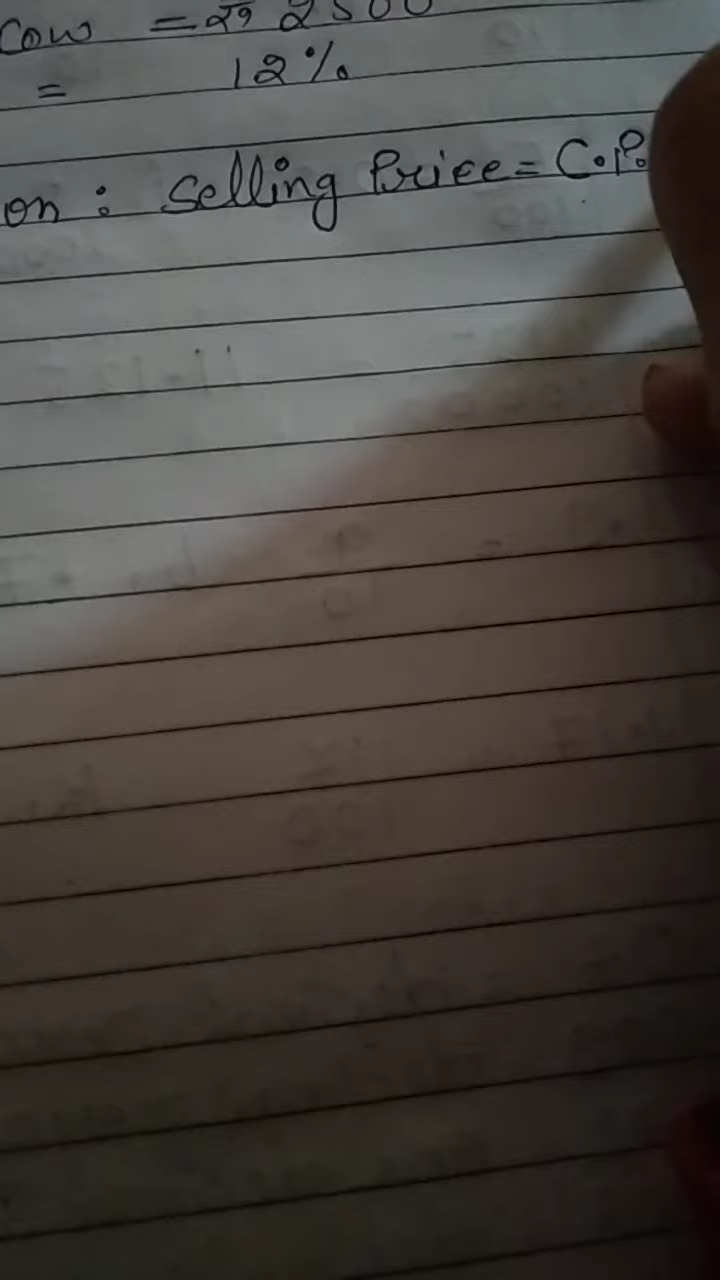 Cow = रु 2500
= 12%
on : Selling Price = C.P.